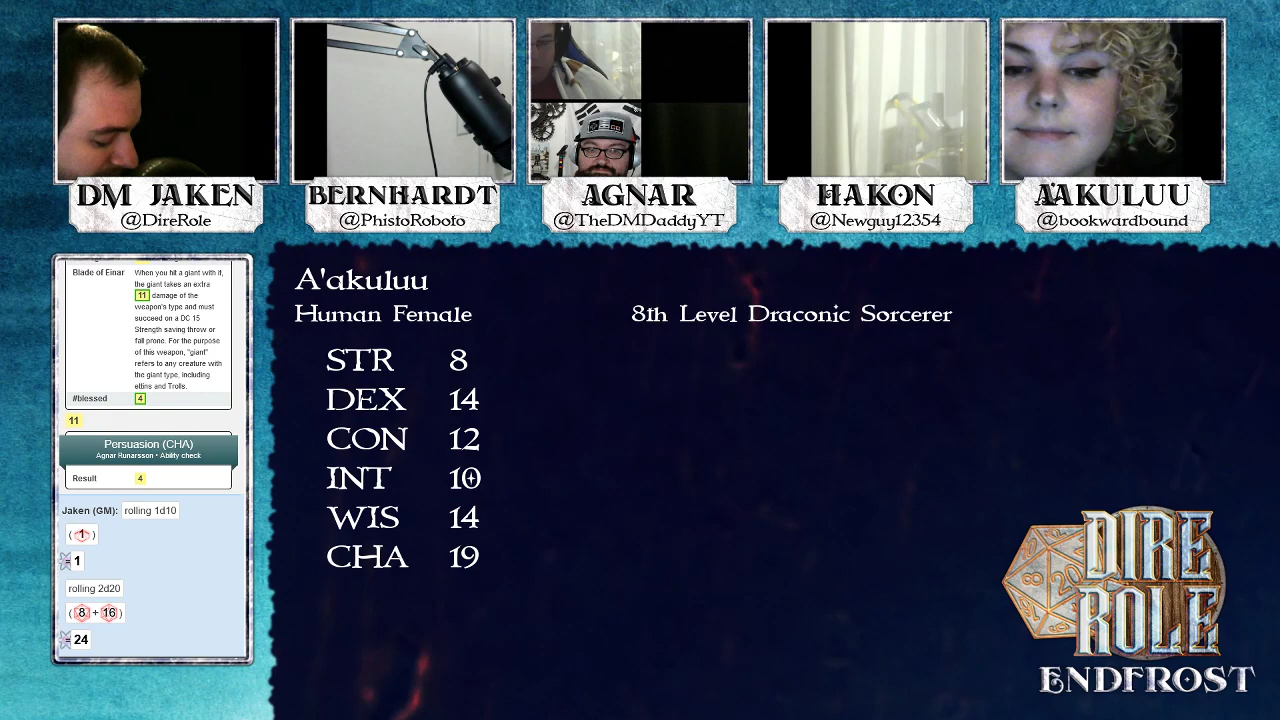 DM JAKEN
@DireRole
BERNHARDT
@PhistoRobofo
AGNAR
@TheDMDaddyYT
HAKON
@Newguy12354
A'AKULUU
@bookwardbound
Blade of Einar
When you hit a giant with it,
the giant takes an extra
11 damage of the
weapon's type and must
succeed on a DC 15
Strength saving throw or
fall prone. For the purpose
of this weapon, "giant"
refers to any creature with
the giant type, including
ettins and Trolls.
#blessed 4
11
Persuasion (CHA)
Agnar Runarsson • Ability check
Result 4
Jaken (GM): rolling 1d10
(1)
=1
rolling 2d20
(8+16)
=24
A'akuluu
Human Female
8th Level Draconic Sorcerer
STR 8
DEX 14
CON 12
INT 10
WIS 14
CHA 19
8 20
DIRE
ROLE
ENDFROST